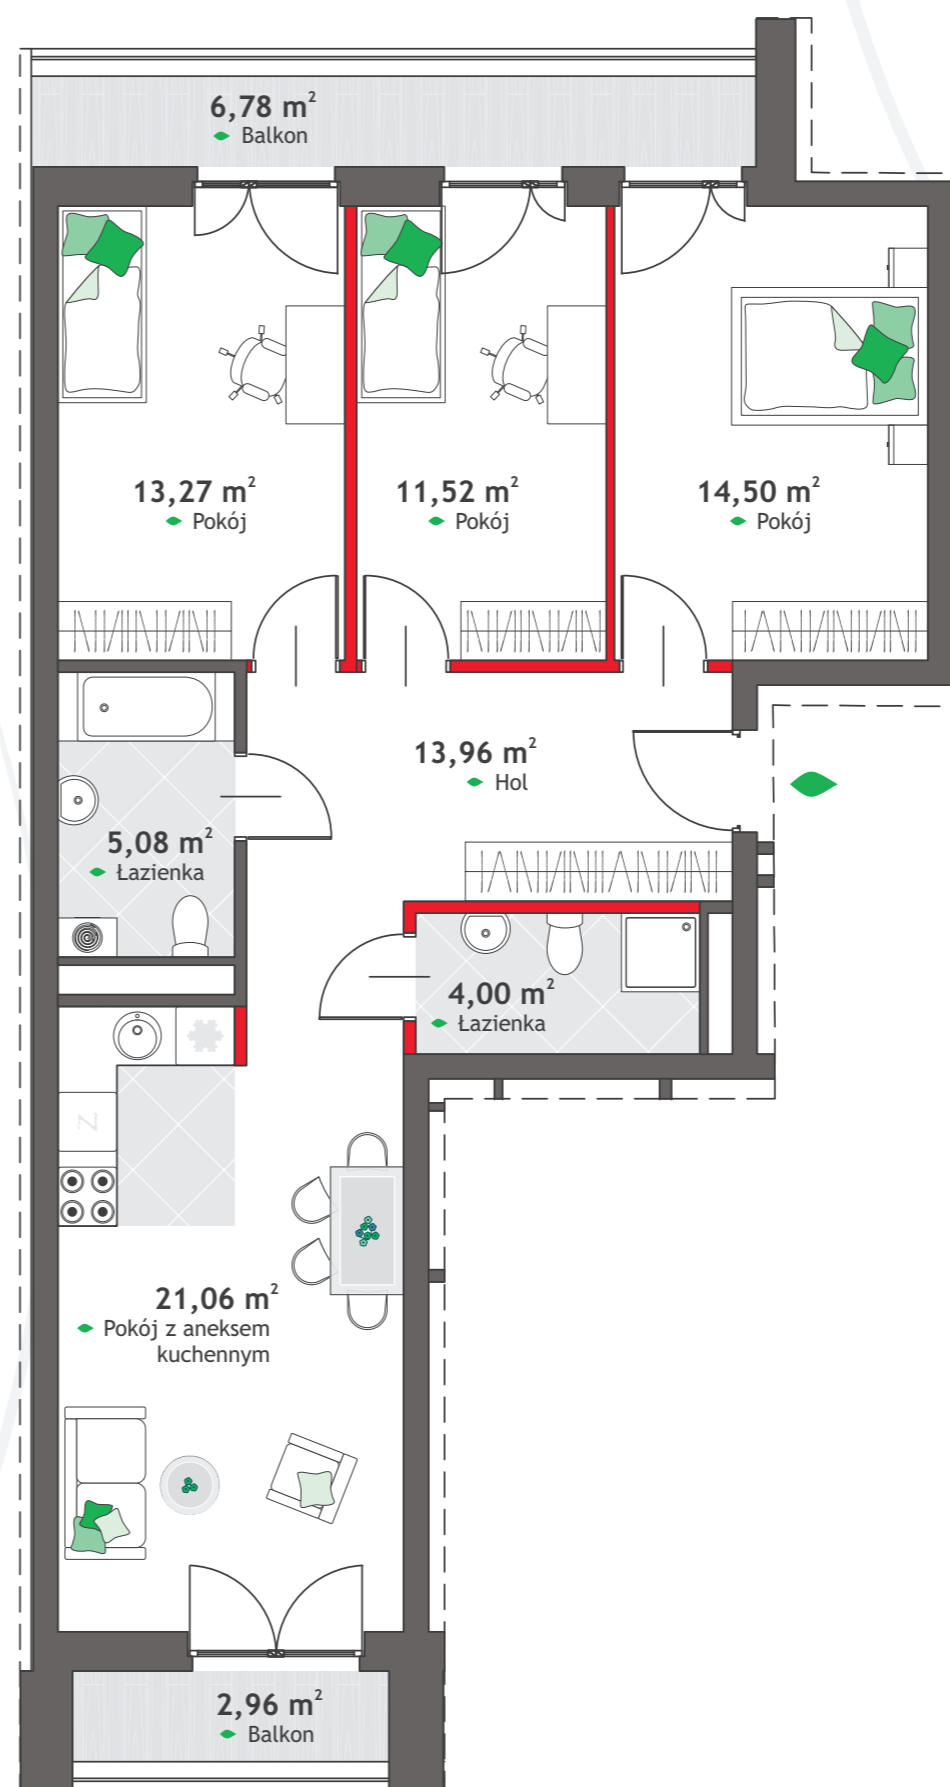 6,78 m²
Balkon
13,27 m²
Pokój
11,52 m²
Pokój
14,50 m²
Pokój
13,96 m²
Hol
5,08 m²
Łazienka
4,00 m²
Łazienka
Z
21,06 m²
Pokój z aneksem
kuchennym
2,96 m²
Balkon